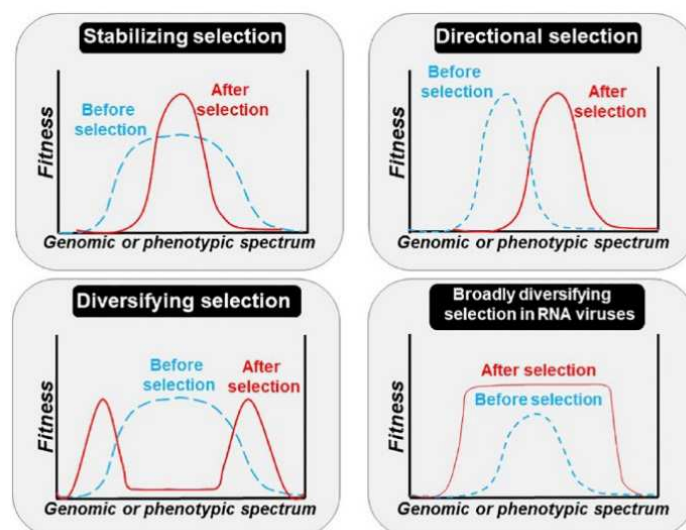 Stabilizing selection
Before
selection
After
selection
Fitness
Genomic or phenotypic spectrum
Directional selection
Before
selection
After
selection
Fitness
Genomic or phenotypic spectrum
Diversifying selection
Before
selection
After
selection
Fitness
Genomic or phenotypic spectrum
Broadly diversifying
selection in RNA viruses
After selection
Before selection
Fitness
Genomic or phenotypic spectrum